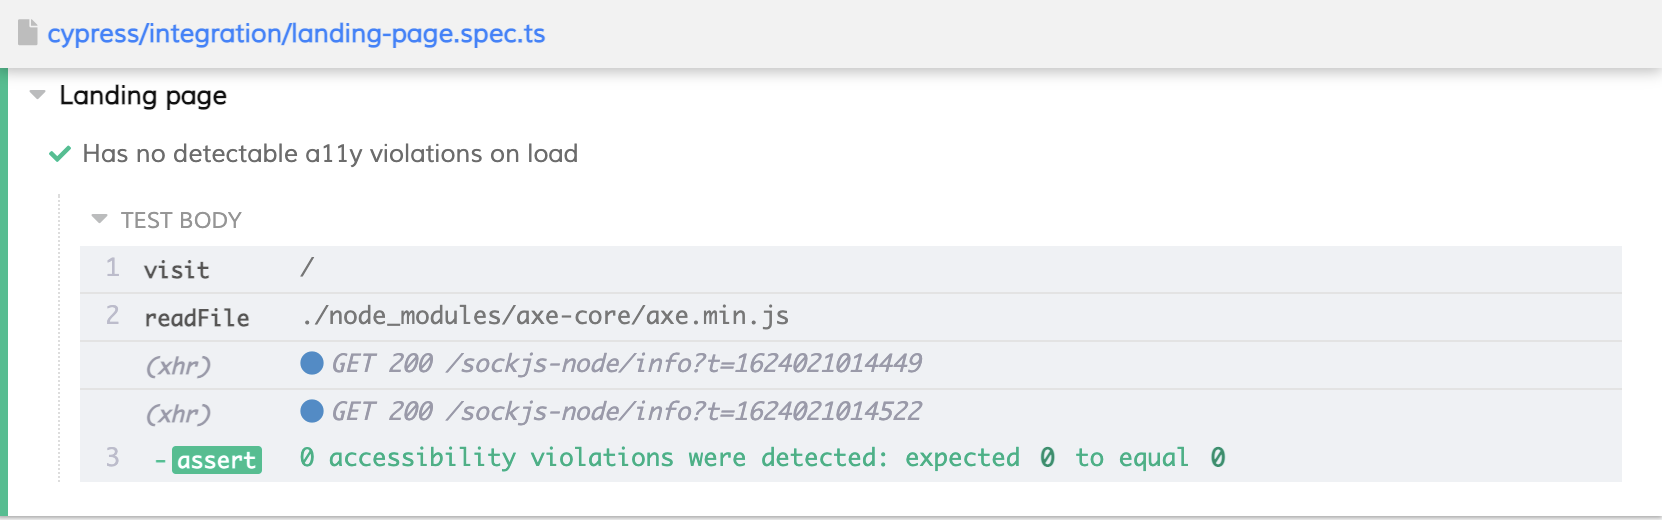 cypress/integration/landing-page.spec.ts
Landing page
Has no detectable a11y violations on load
TEST BODY
1 visit /
2 readFile ./node_modules/axe-core/axe.min.js
(xhr) GET 200 /sockjs-node/info?t=1624021014449
(xhr) GET 200 /sockjs-node/info?t=1624021014522
3 -assert 0 accessibility violations were detected: expected 0 to equal 0